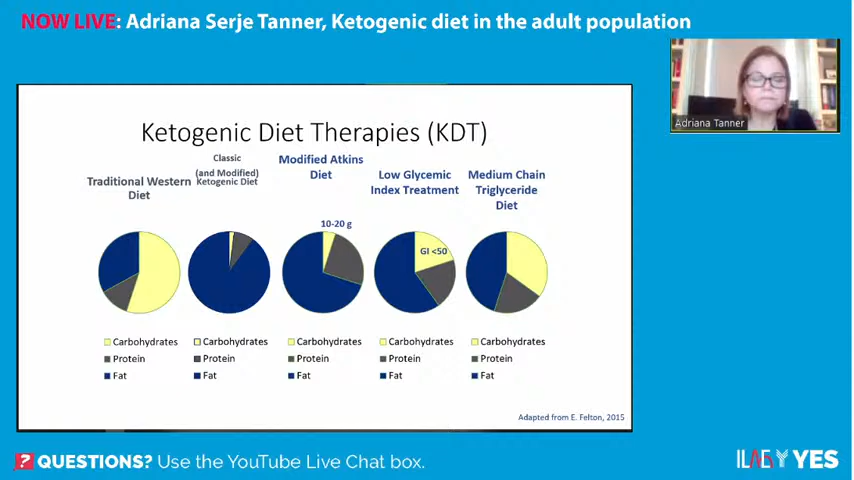 NOW LIVE: Adriana Serje Tanner, Ketogenic diet in the adult population
Adriana Tanner
Ketogenic Diet Therapies (KDT)
Traditional Western
Diet
Classic
(and Modified)
Ketogenic Diet
Modified Atkins
Diet
Low Glycemic
Index Treatment
Medium Chain
Triglyceride
Diet
10-20 g
GI <50
Carbohydrates
Protein
Fat
Carbohydrates
Protein
Fat
Carbohydrates
Protein
Fat
Carbohydrates
Protein
Fat
Carbohydrates
Protein
Fat
Adapted from E. Felton, 2015
? QUESTIONS? Use the YouTube Live Chat box.
ILAE Y YES